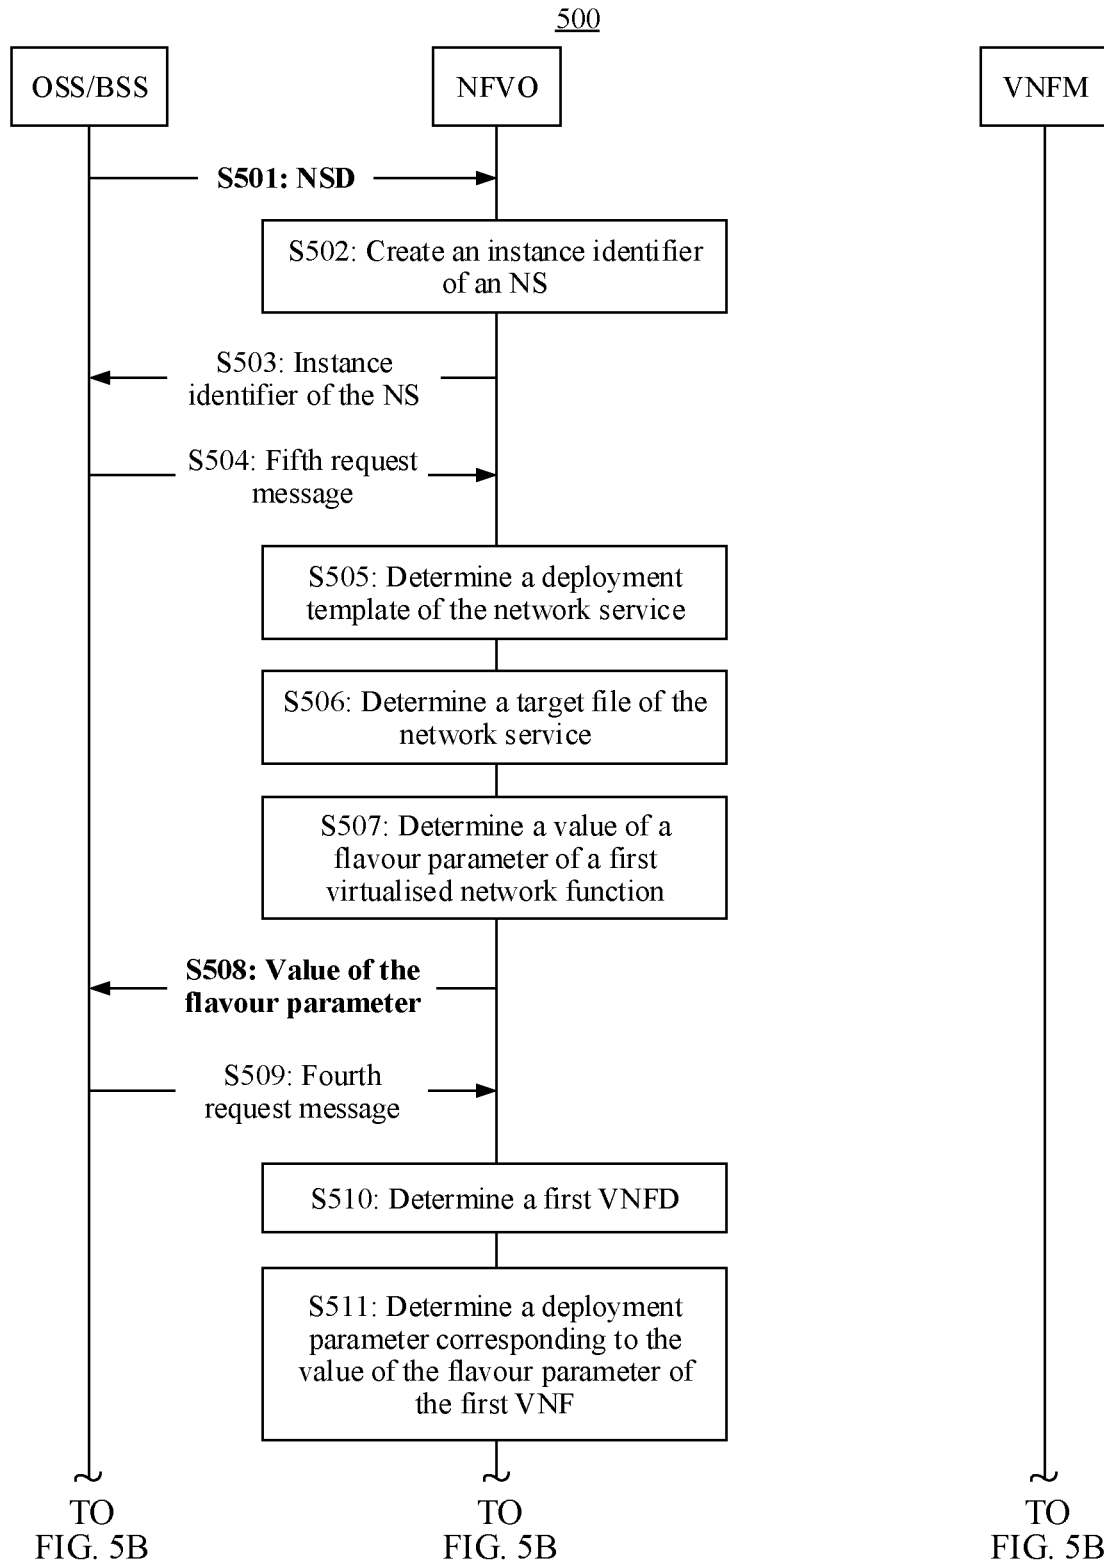 500
OSS/BSS
NFVO
VNFM
S501: NSD
S502: Create an instance identifier
of an NS
S503: Instance
identifier of the NS
S504: Fifth request
message
S505: Determine a deployment
template of the network service
S506: Determine a target file of the
network service
S507: Determine a value of a
flavour parameter of a first
virtualised network function
S508: Value of the
flavour parameter
S509: Fourth
request message
S510: Determine a first VNFD
S511: Determine a deployment
parameter corresponding to the
value of the flavour parameter of
the first VNF
TO
FIG. 5B
TO
FIG. 5B
TO
FIG. 5B